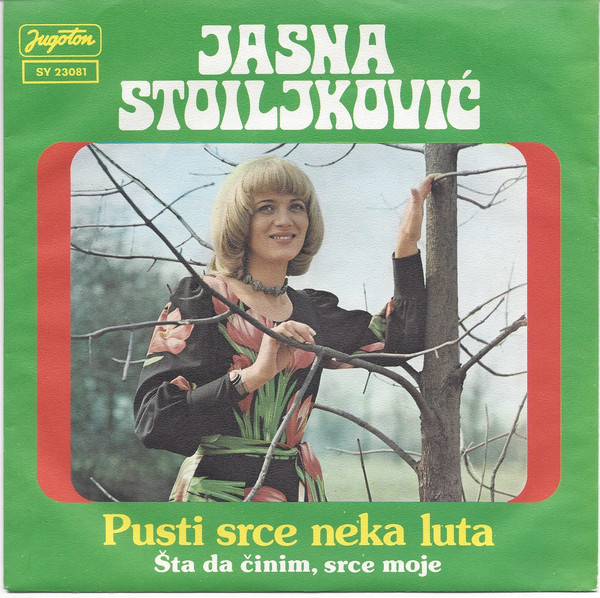 Jugoton
SY 23081
JASNA
STOILJKOVIĆ
Pusti srce neka luta
Šta da činim, srce moje